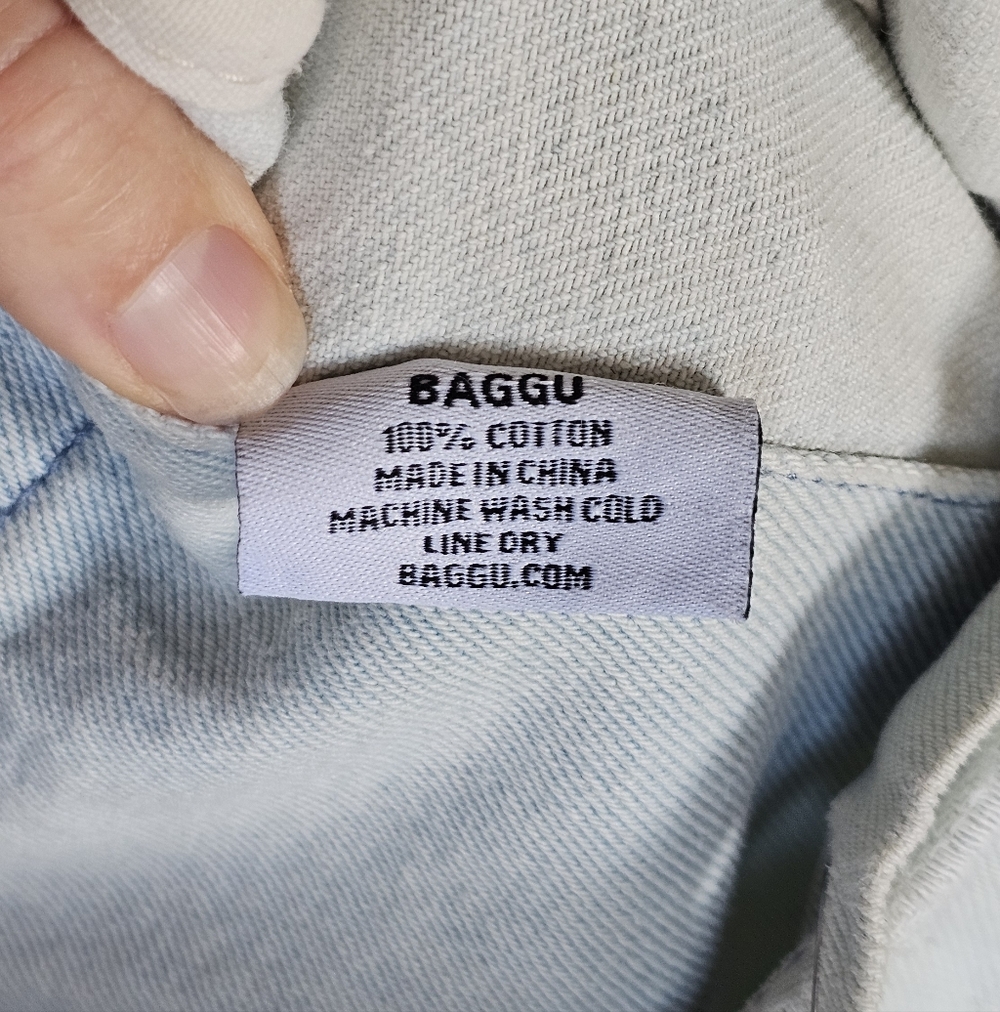 BAGGU
100% COTTON
MADE IN CHINA
MACHINE WASH COLD
LINE DRY
BAGGU.COM